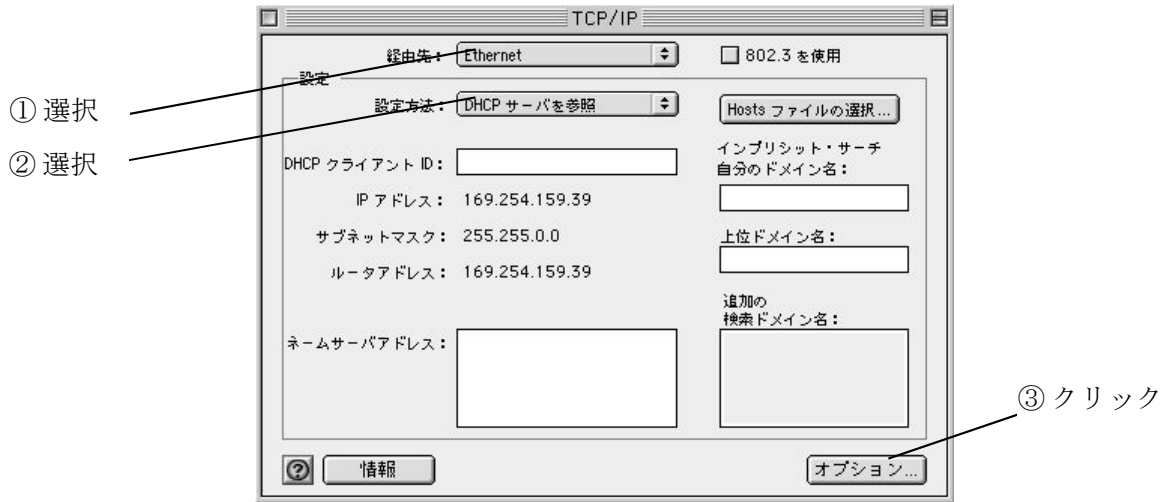 TCP/IP
経由先： Ethernet
802.3 を使用
設定
① 選択
設定方法： DHCP サーバを参照
Hosts ファイルの選択...
② 選択
DHCP クライアント ID：
インプリシット・サーチ
自分のドメイン名：
IP アドレス： 169.254.159.39
サブネットマスク： 255.255.0.0
上位ドメイン名：
ルータアドレス： 169.254.159.39
追加の
検索ドメイン名：
ネームサーバアドレス：
③ クリック
?
情報
オプション...